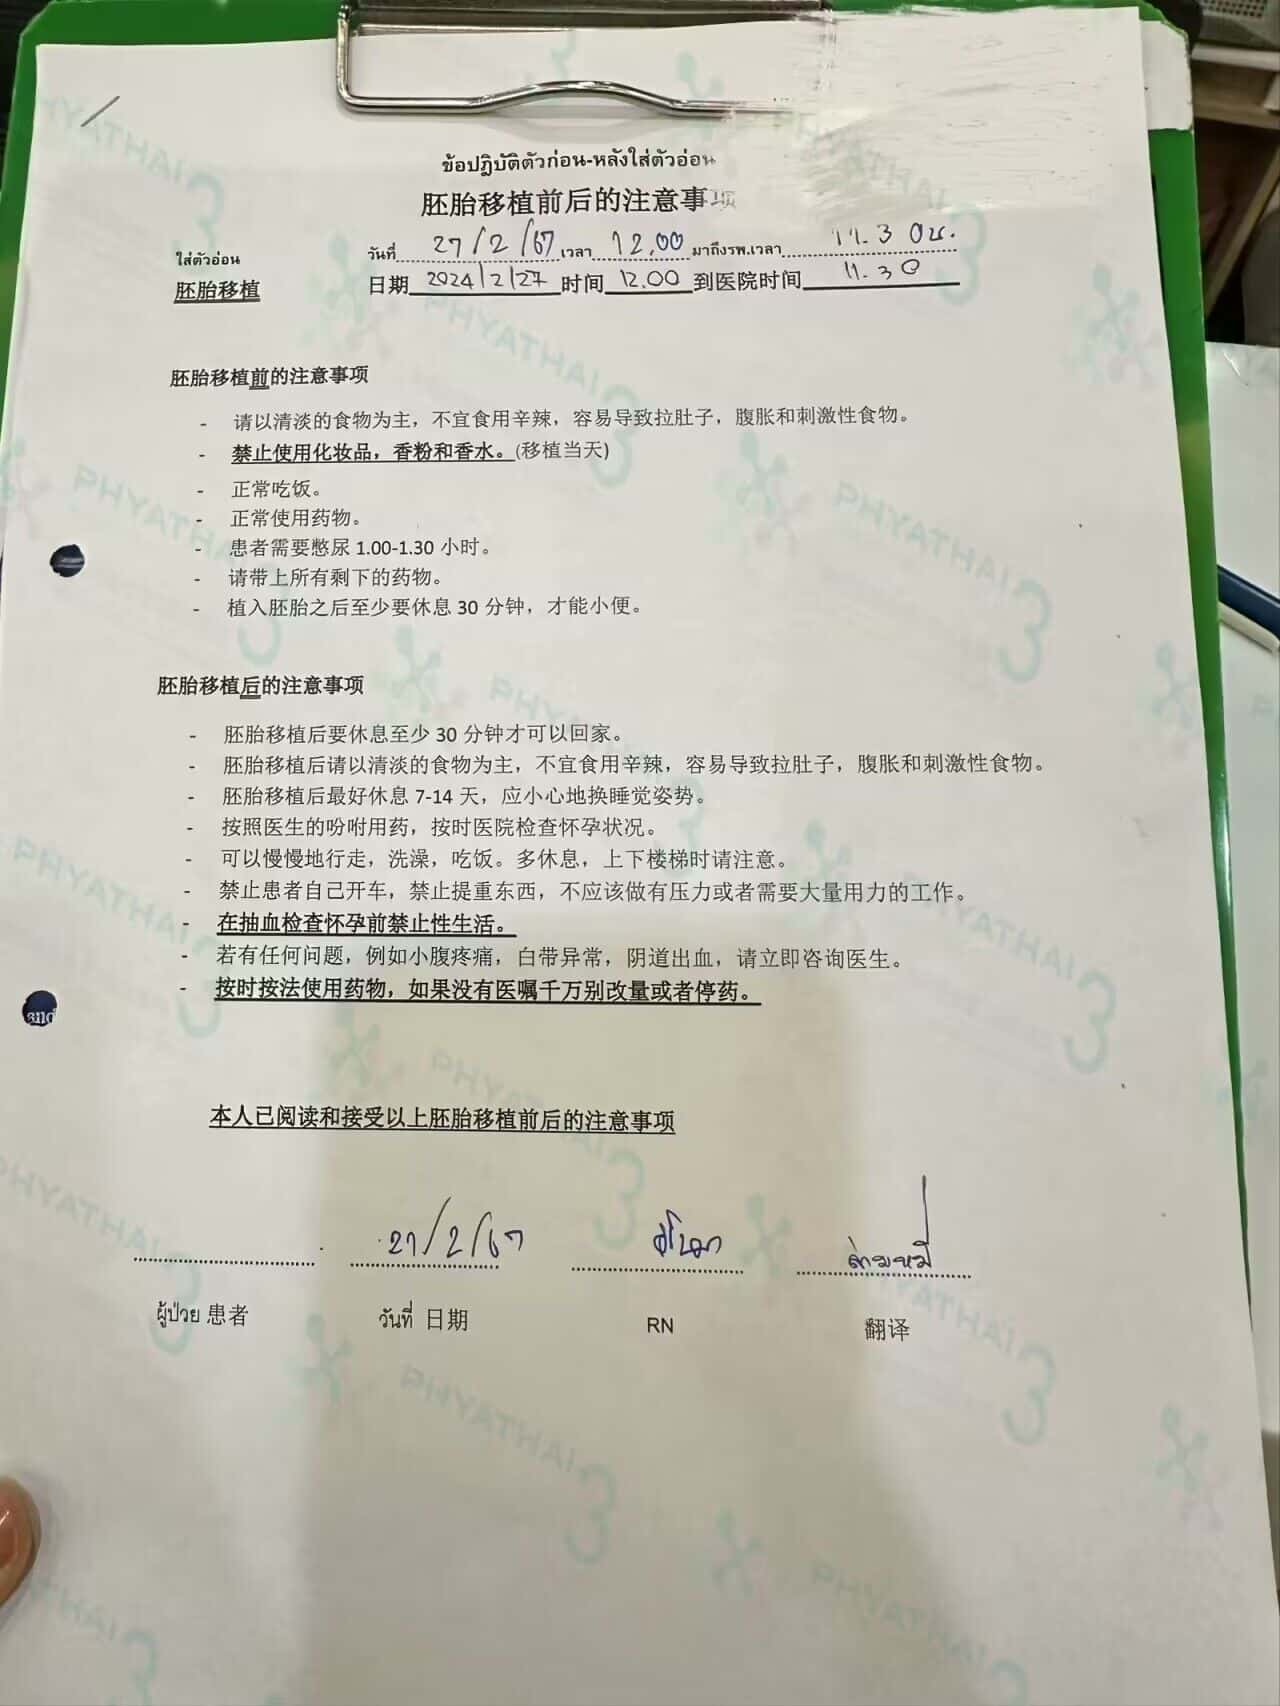 ข้อปฏิบัติตัวก่อน-หลังใส่ตัวอ่อน
胚胎移植前后的注意事项
ใส่ตัวอ่อน วันที่ 27/2/67 เวลา 12.00 มาถึงรพ.เวลา 11.30น.
胚胎移植 日期 2024/2/27 时间 12.00 到医院时间 11.30
胚胎移植前的注意事项
- 请以清淡的食物为主，不宜食用辛辣，容易导致拉肚子，腹胀和刺激性食物。
- 禁止使用化妆品，香粉和香水。(移植当天)
- 正常吃饭。
- 正常使用药物。
- 患者需要憋尿 1.00-1.30 小时。
- 请带上所有剩下的药物。
- 植入胚胎之后至少要休息 30 分钟，才能小便。
胚胎移植后的注意事项
- 胚胎移植后要休息至少 30 分钟才可以回家。
- 胚胎移植后请以清淡的食物为主，不宜食用辛辣，容易导致拉肚子，腹胀和刺激性食物。
- 胚胎移植后最好休息 7-14 天，应小心地换睡觉姿势。
- 按照医生的吩咐用药，按时医院检查怀孕状况。
- 可以慢慢地行走，洗澡，吃饭。多休息，上下楼梯时请注意。
- 禁止患者自己开车，禁止提重东西，不应该做有压力或者需要大量用力的工作。
- 在抽血检查怀孕前禁止性生活。
- 若有任何问题，例如小腹疼痛，白带异常，阴道出血，请立即咨询医生。
- 按时按法使用药物，如果没有医嘱千万别改量或者停药。
本人已阅读和接受以上胚胎移植前后的注意事项
27/2/67
ผู้ป่วย 患者 วันที่ 日期 RN 翻译
PHYATHAI 3